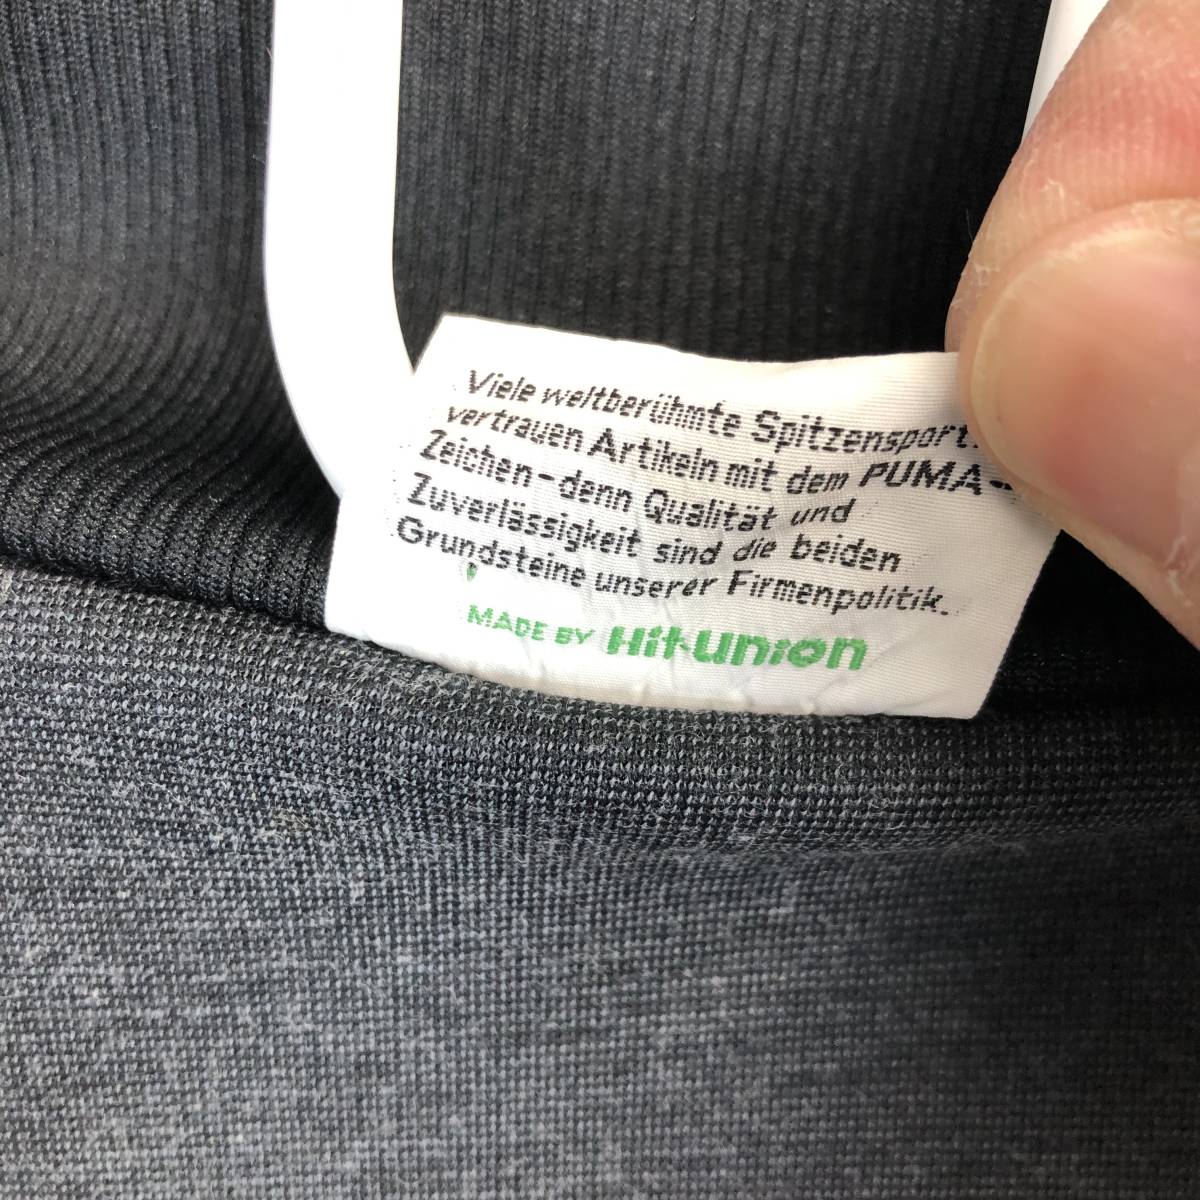 Viele weltberühmte Spitzensport
vertrauen Artikeln mit dem PUMA-
Zeichen-denn Qualität und
Zuverlässigkeit sind die beiden
Grundsteine unserer Firmenpolitik.
MADE BY Hit-union